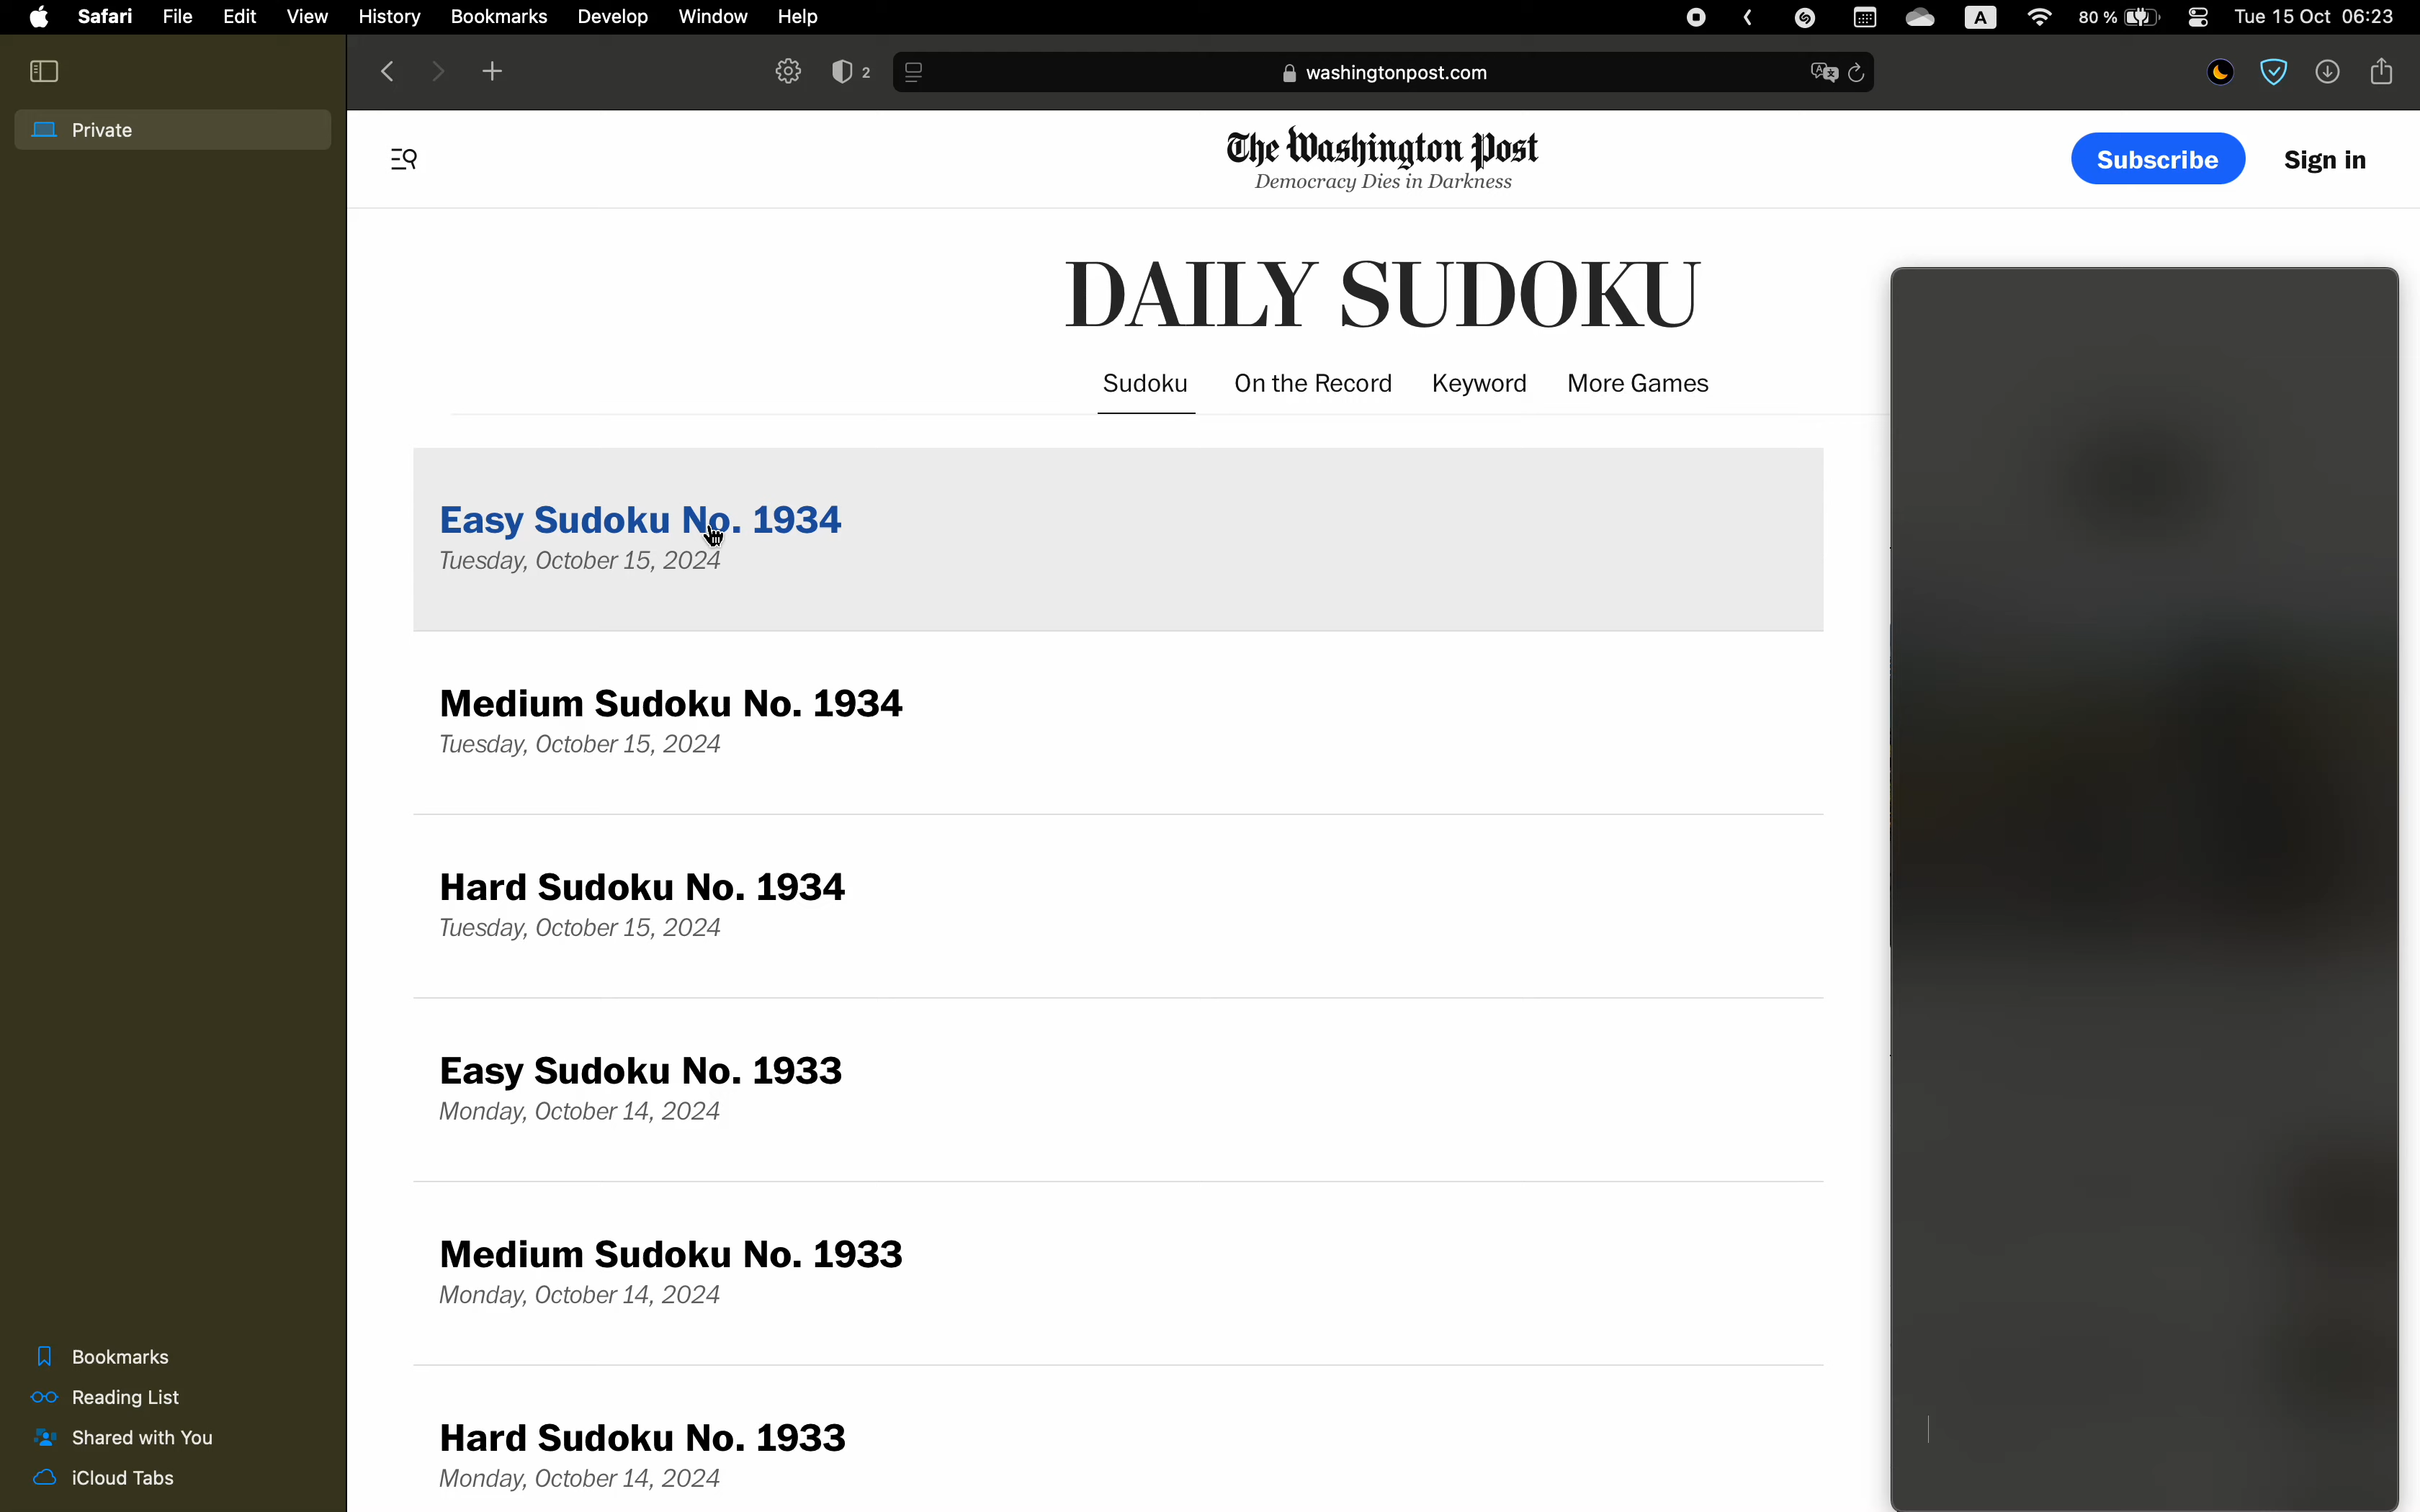 Safari File Edit View History Bookmarks Develop Window Help A 80 % Tue 15 Oct 06:23
2 washingtonpost.com
Private
The Washington Post
Democracy Dies in Darkness
Subscribe Sign in
DAILY SUDOKU
Sudoku On the Record Keyword More Games
Easy Sudoku No. 1934
Tuesday, October 15, 2024
Medium Sudoku No. 1934
Tuesday, October 15, 2024
Hard Sudoku No. 1934
Tuesday, October 15, 2024
Easy Sudoku No. 1933
Monday, October 14, 2024
Medium Sudoku No. 1933
Monday, October 14, 2024
Hard Sudoku No. 1933
Monday, October 14, 2024
Bookmarks
Reading List
Shared with You
iCloud Tabs